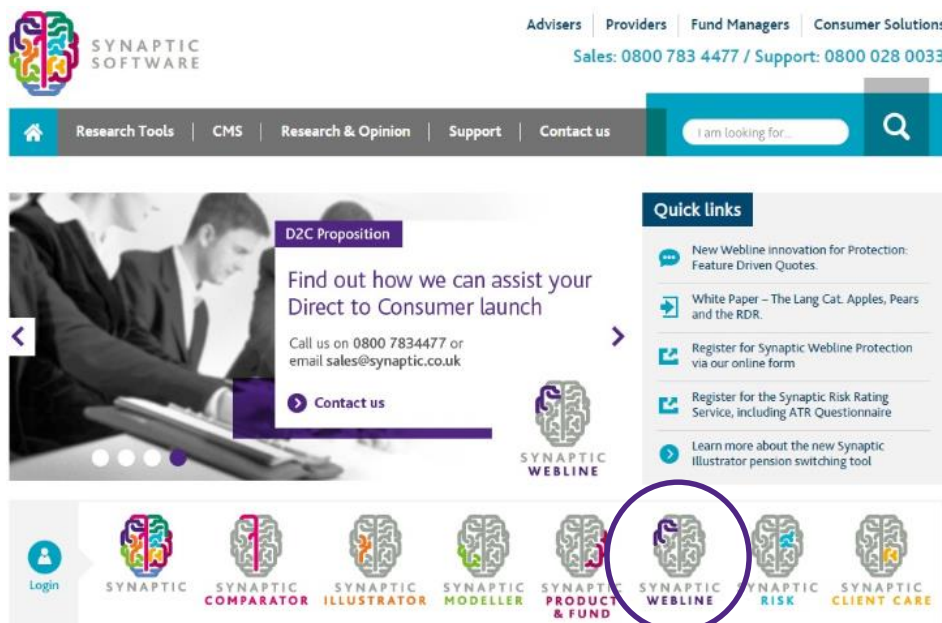 Advisers Providers Fund Managers Consumer Solutions
SYNAPTIC
SOFTWARE
Sales: 0800 783 4477 / Support: 0800 028 0033
Research Tools CMS Research & Opinion Support Contact us
I am looking for...
D2C Proposition
Find out how we can assist your
Direct to Consumer launch
Call us on 0800 7834477 or
email sales@synaptic.co.uk
Contact us
SYNAPTIC
WEBLINE
Quick links
New Webline innovation for Protection:
Feature Driven Quotes.
White Paper – The Lang Cat. Apples, Pears
and the RDR.
Register for Synaptic Webline Protection
via our online form
Register for the Synaptic Risk Rating
Service, including ATR Questionnaire
Learn more about the new Synaptic
Illustrator pension switching tool
Login
SYNAPTIC
SYNAPTIC
COMPARATOR
SYNAPTIC
ILLUSTRATOR
SYNAPTIC
MODELLER
SYNAPTIC
PRODUCT
& FUND
SYNAPTIC
WEBLINE
SYNAPTIC
RISK
SYNAPTIC
CLIENT CARE